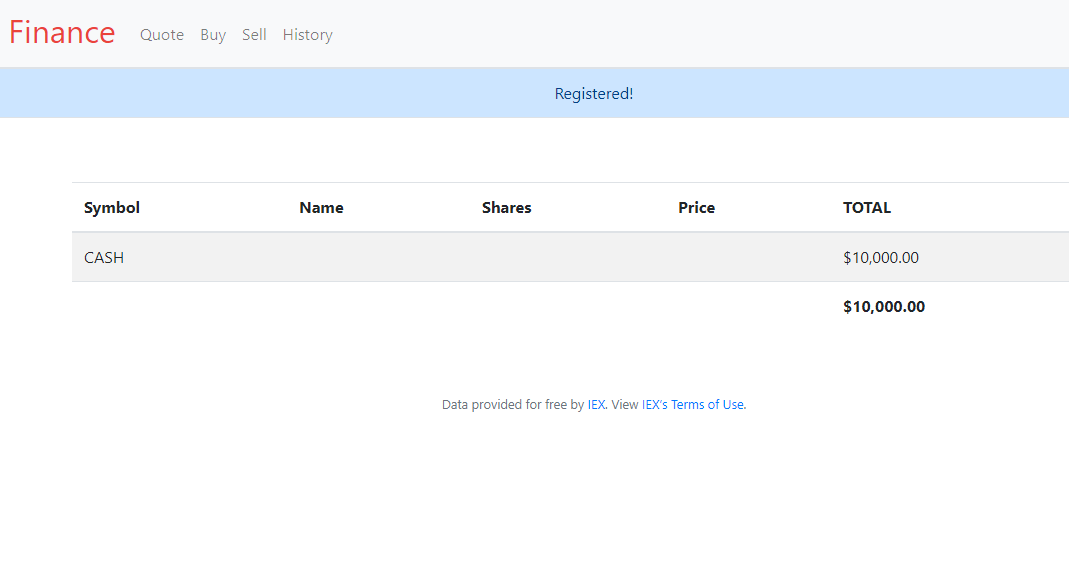 Finance Quote Buy Sell History
Registered!
Symbol Name Shares Price TOTAL
CASH $10,000.00
$10,000.00
Data provided for free by IEX. View IEX's Terms of Use.